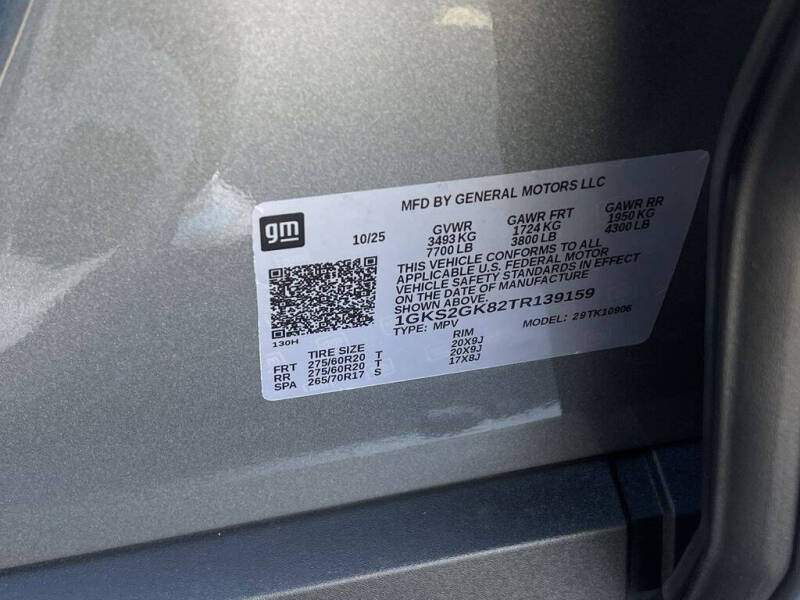 MFD BY GENERAL MOTORS LLC
gm
10/25
GVWR GAWR FRT GAWR RR
3493 KG 1724 KG 1950 KG
7700 LB 3800 LB 4300 LB
THIS VEHICLE CONFORMS TO ALL
APPLICABLE U.S. FEDERAL MOTOR
VEHICLE SAFETY STANDARDS IN EFFECT
ON THE DATE OF MANUFACTURE
SHOWN ABOVE.
1GKS2GK82TR139159
TYPE: MPV MODEL: 29TK10906
130H
TIRE SIZE RIM
FRT 275/60R20 T 20X9J
RR 275/60R20 T 20X9J
SPA 265/70R17 S 17X8J